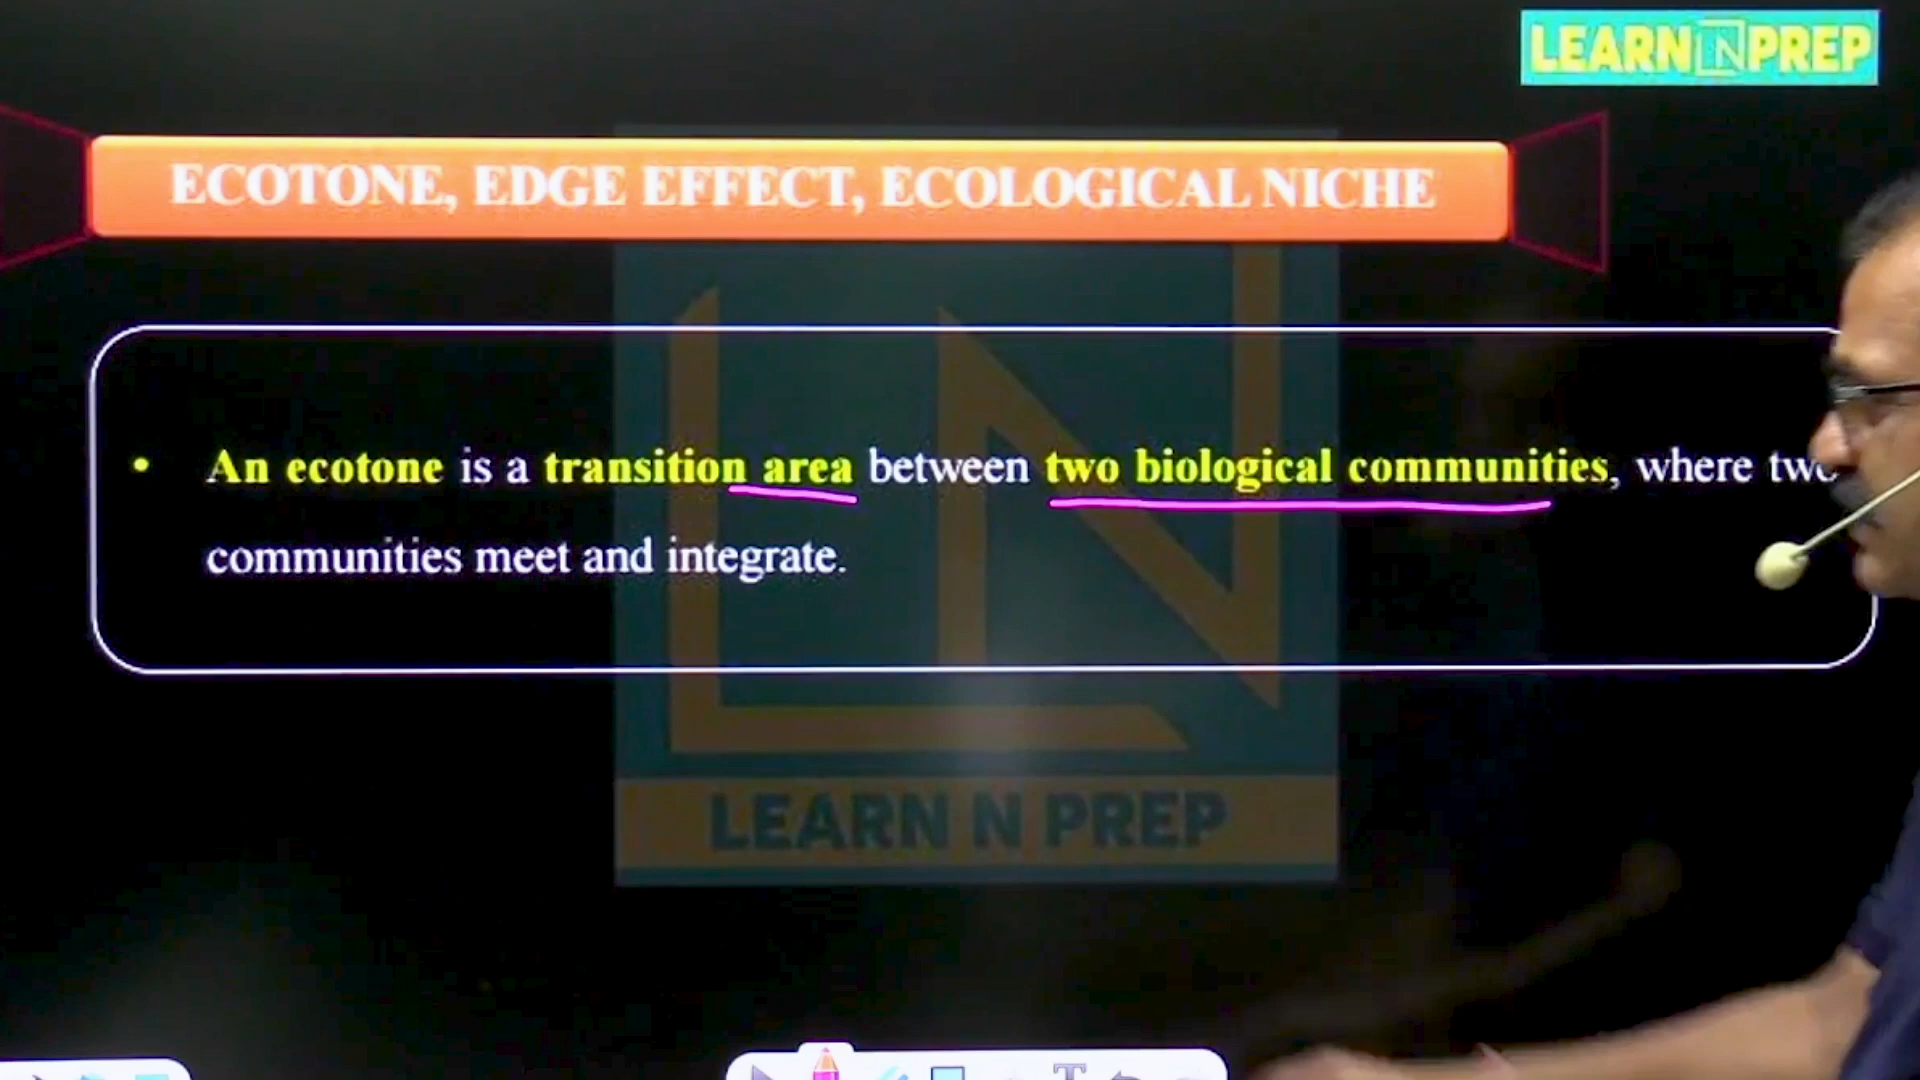 LEARN N PREP
ECOTONE, EDGE EFFECT, ECOLOGICAL NICHE
• An ecotone is a transition area between two biological communities, where two
communities meet and integrate.
LEARN N PREP